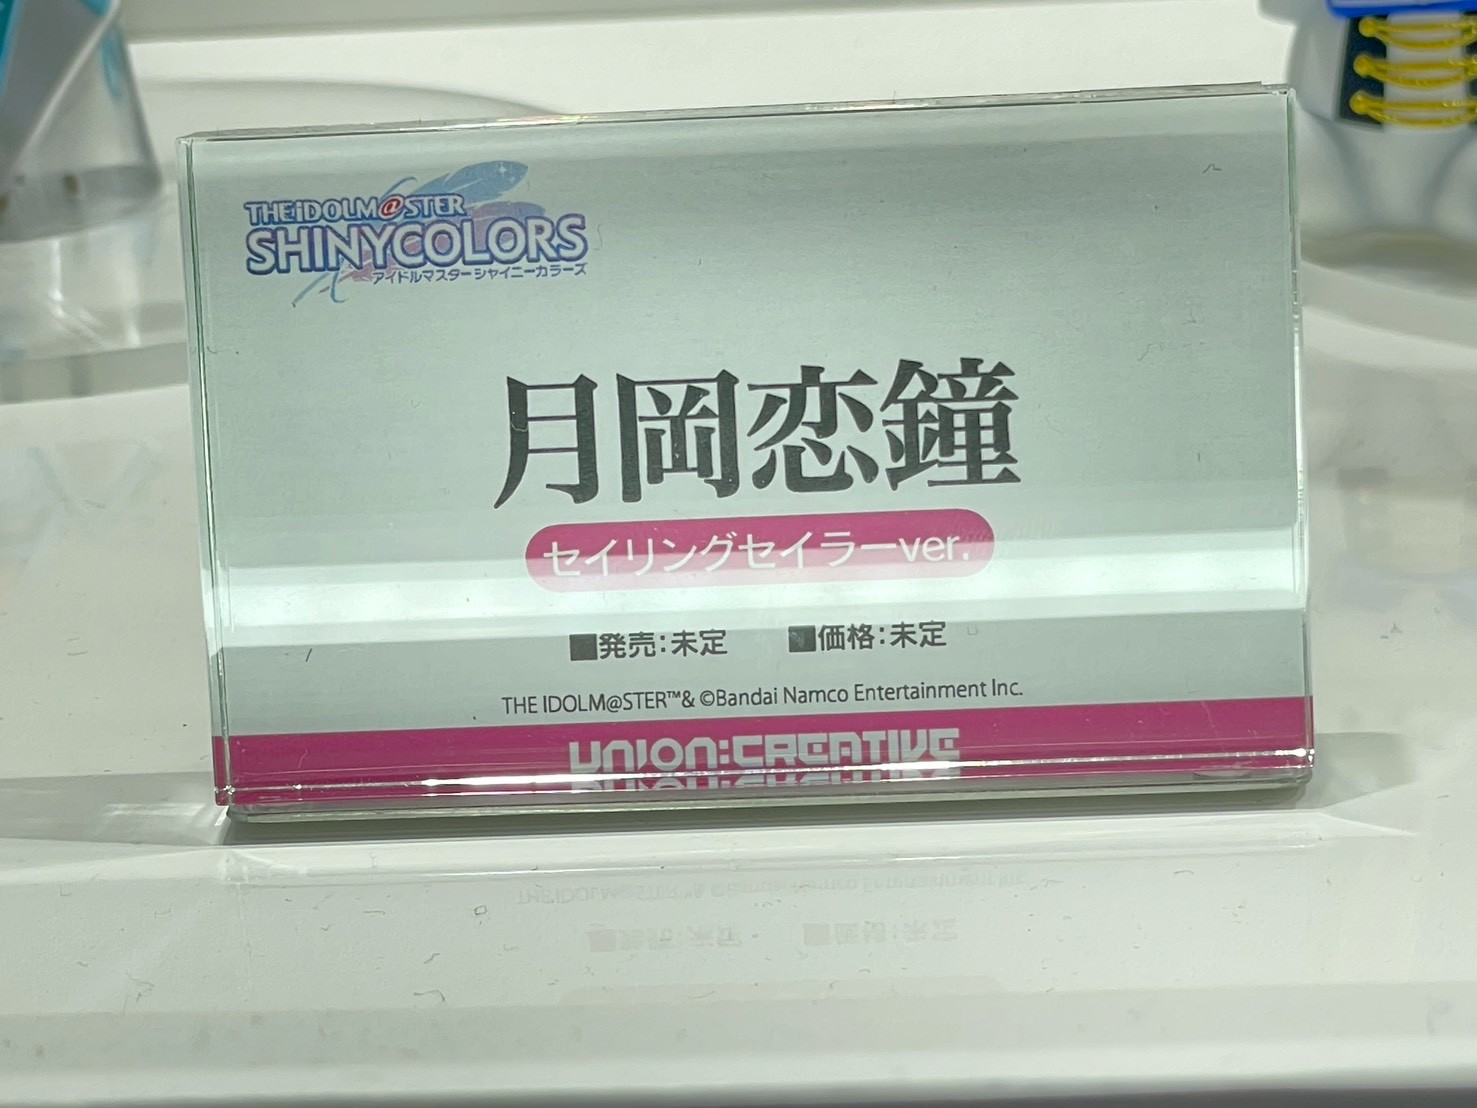 THE iDOLM@STER
SHINYCOLORS
アイドルマスター シャイニーカラーズ
月岡恋鐘
セイリングセイラーver.
■発売：未定 ■価格：未定
THE IDOLM@STER™& ©Bandai Namco Entertainment Inc.
UNION:CREATIVE